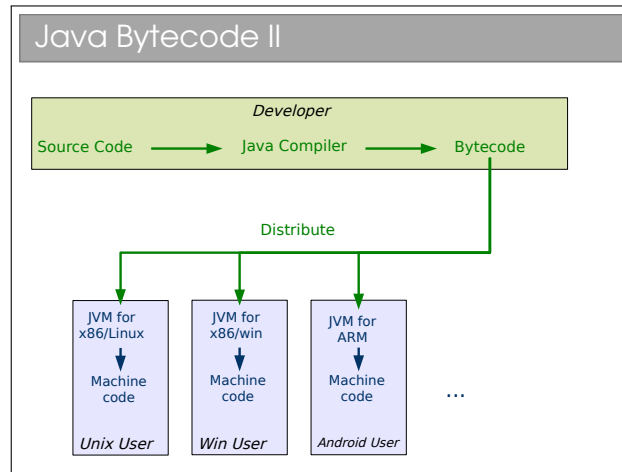 Java Bytecode II
Developer
Source Code
Java Compiler
Bytecode
Distribute
JVM for
x86/Linux
Machine
code
Unix User
JVM for
x86/win
Machine
code
Win User
JVM for
ARM
Machine
code
Android User
...